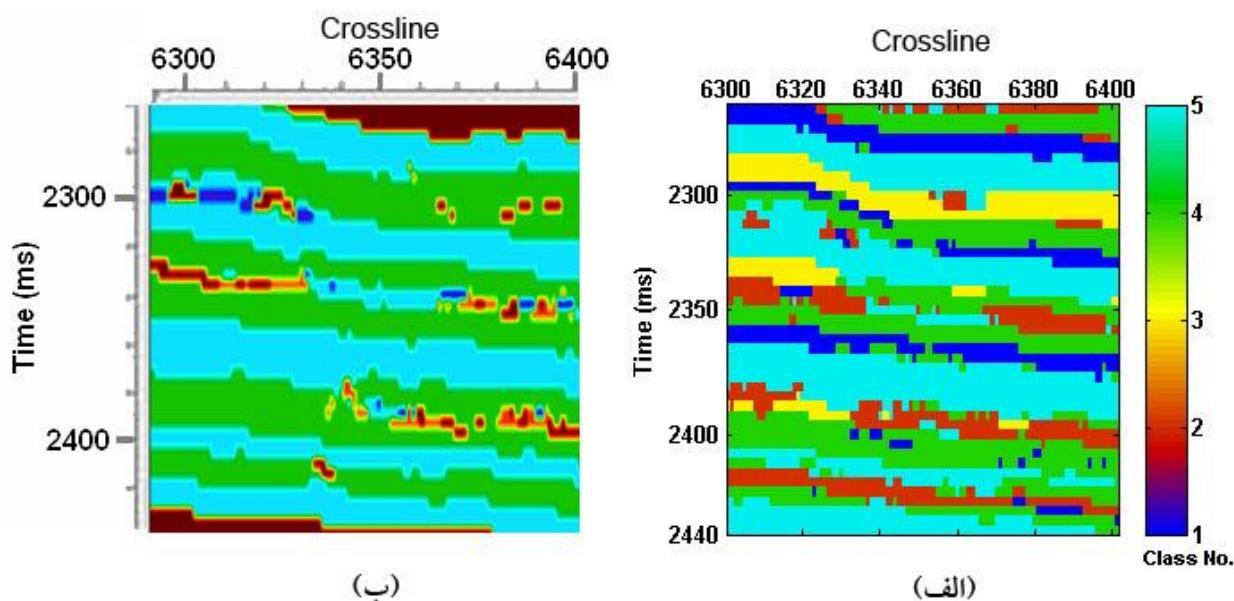 Crossline
6300 6350 6400
2300
2400
Time (ms)
(ب)
Crossline
6300 6320 6340 6360 6380 6400
2300
2350
2400
2440
Time (ms)
5
4
3
2
1
Class No.
(الف)